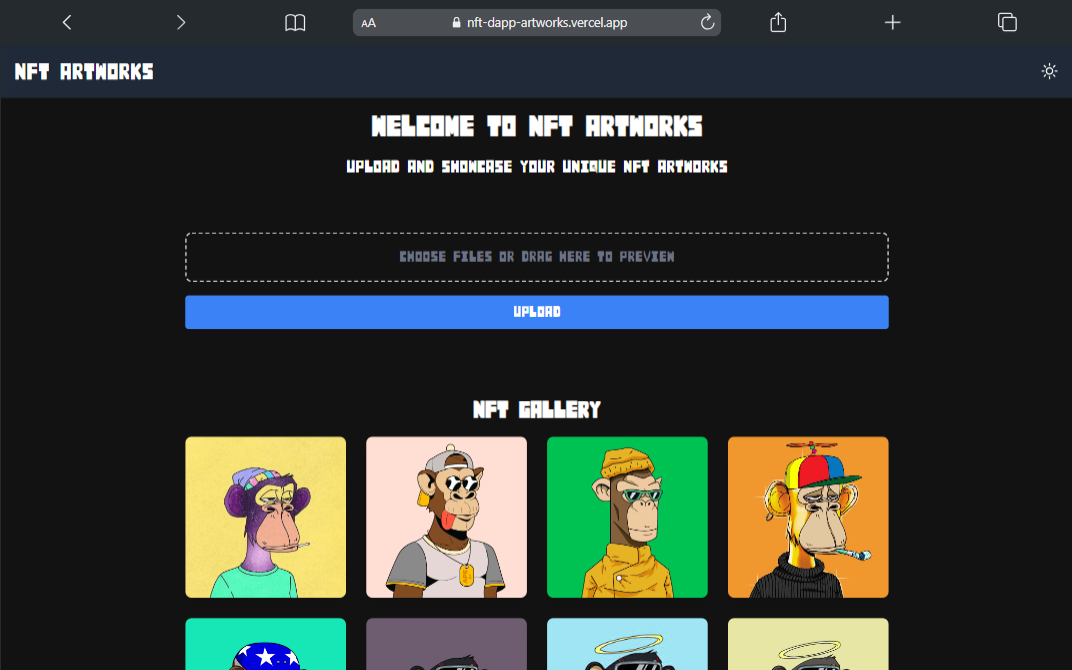 AA nft-dapp-artworks.vercel.app
NFT ARTWORKS
WELCOME TO NFT ARTWORKS
UPLOAD AND SHOWCASE YOUR UNIQUE NFT ARTWORKS
CHOOSE FILES OR DRAG HERE TO PREVIEW
UPLOAD
NFT GALLERY